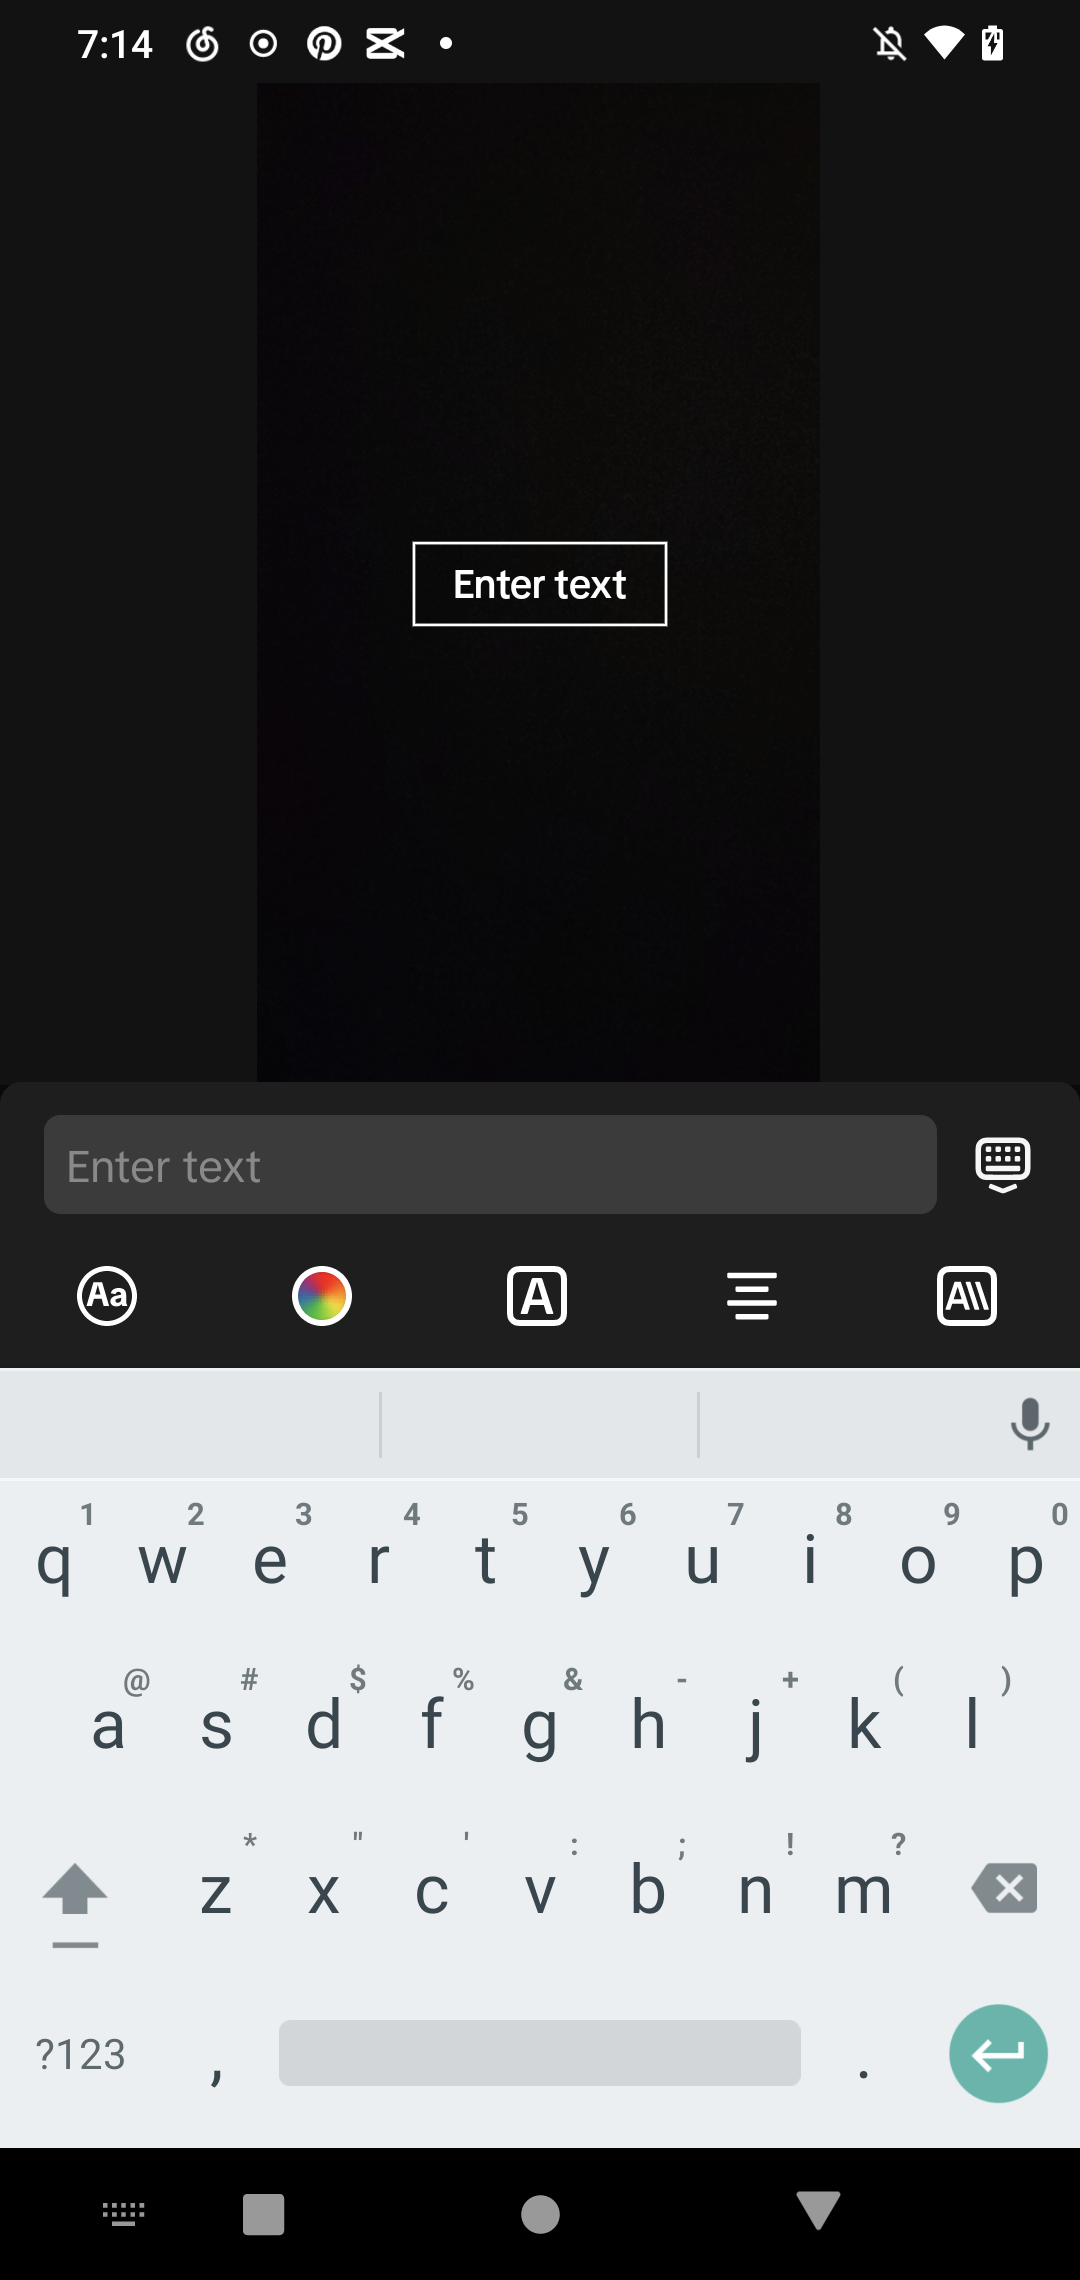 7:14
Enter text
Enter text
Aa A A
1 2 3 4 5 6 7 8 9 0
q w e r t y u i o p
@ # $ % & - + ( )
a s d f g h j k l
* " ' : ; ! ?
z x c v b n m
?123 , .